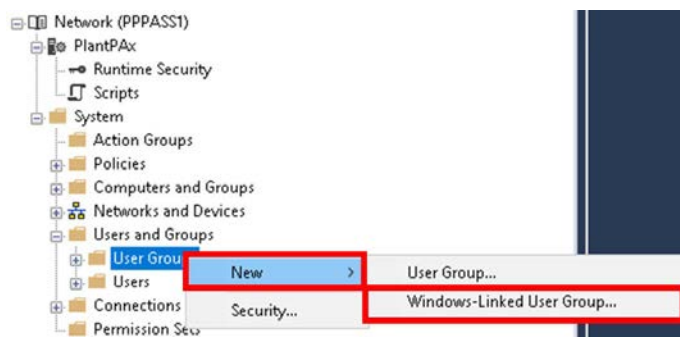 Network (PPPASS1)
PlantPAx
Runtime Security
Scripts
System
Action Groups
Policies
Computers and Groups
Networks and Devices
Users and Groups
User Grou
New
User Group...
Users
Windows-Linked User Group...
Connections
Security...
Permission Sets